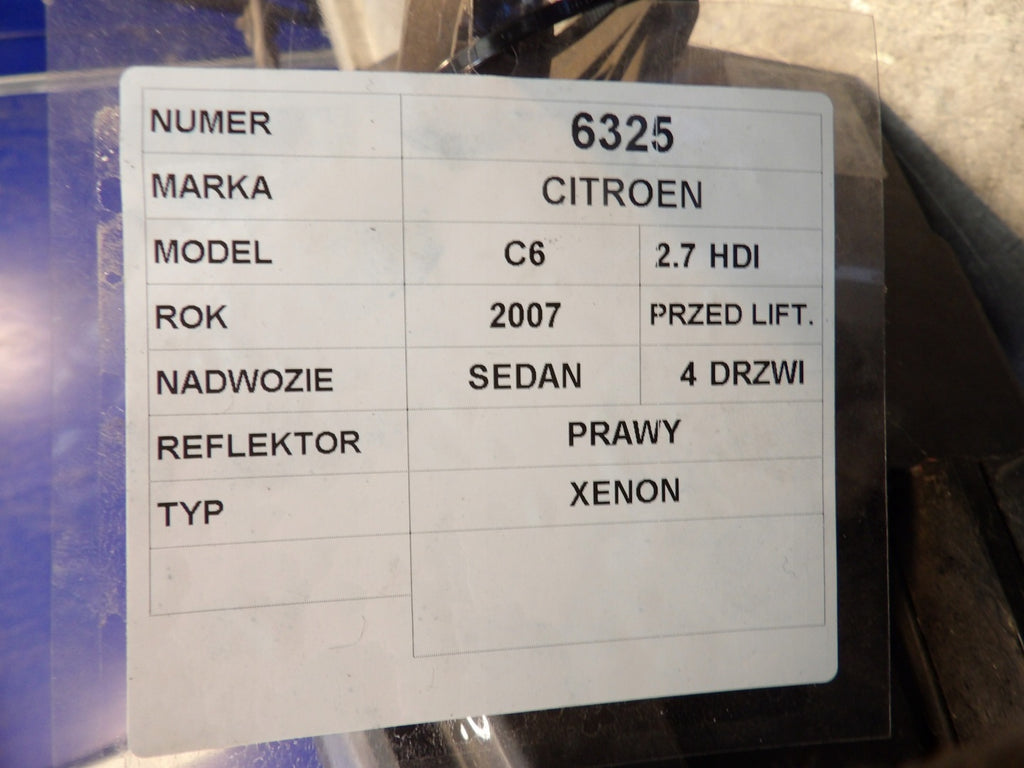 NUMER 6325
MARKA CITROEN
MODEL C6 2.7 HDI
ROK 2007 PRZED LIFT.
NADWOZIE SEDAN 4 DRZWI
REFLEKTOR PRAWY
TYP XENON